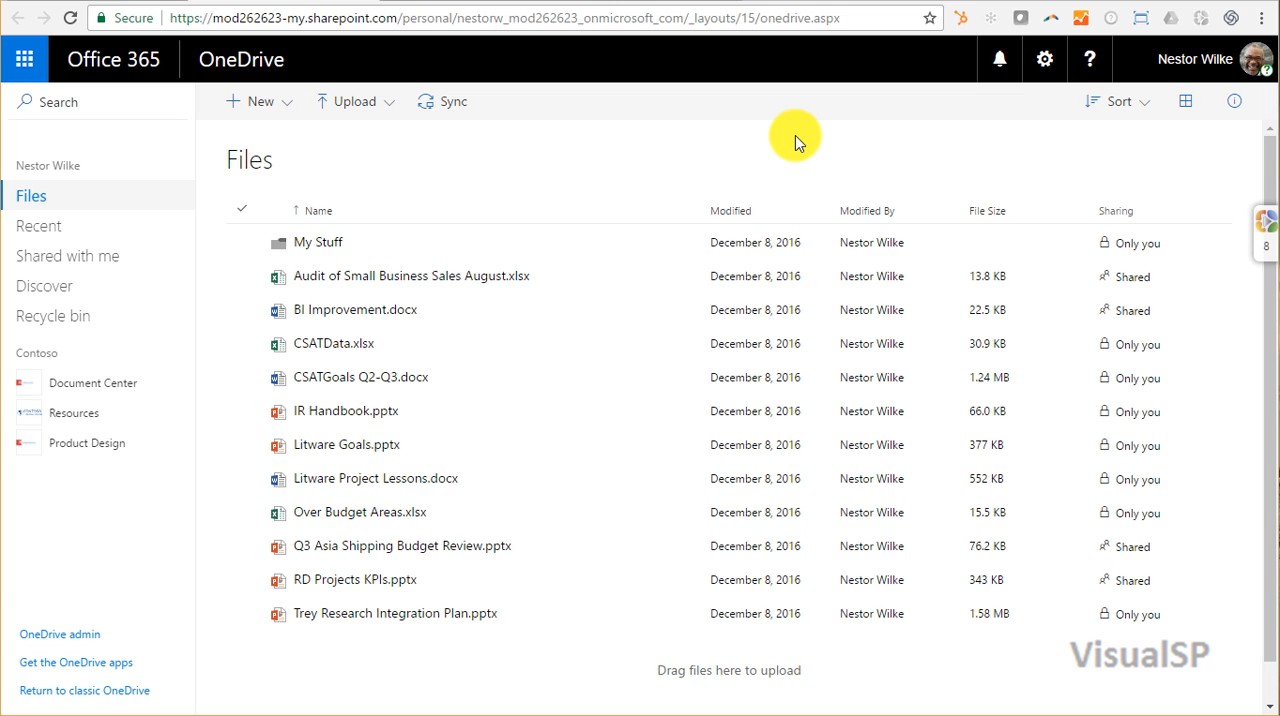 Secure https://mod262623-my.sharepoint.com/personal/nestorw_mod262623_onmicrosoft_com/_layouts/15/onedrive.aspx
Office 365 OneDrive Nestor Wilke
Search New Upload Sync Sort
Files
Nestor Wilke
Files
Recent
Shared with me
Discover
Recycle bin
Contoso
Document Center
Resources
Product Design
OneDrive admin
Get the OneDrive apps
Return to classic OneDrive
Name Modified Modified By File Size Sharing
My Stuff December 8, 2016 Nestor Wilke Only you
Audit of Small Business Sales August.xlsx December 8, 2016 Nestor Wilke 13.8 KB Shared
BI Improvement.docx December 8, 2016 Nestor Wilke 22.5 KB Shared
CSATData.xlsx December 8, 2016 Nestor Wilke 30.9 KB Only you
CSATGoals Q2-Q3.docx December 8, 2016 Nestor Wilke 1.24 MB Only you
IR Handbook.pptx December 8, 2016 Nestor Wilke 66.0 KB Only you
Litware Goals.pptx December 8, 2016 Nestor Wilke 377 KB Only you
Litware Project Lessons.docx December 8, 2016 Nestor Wilke 552 KB Only you
Over Budget Areas.xlsx December 8, 2016 Nestor Wilke 15.5 KB Only you
Q3 Asia Shipping Budget Review.pptx December 8, 2016 Nestor Wilke 76.2 KB Shared
RD Projects KPIs.pptx December 8, 2016 Nestor Wilke 343 KB Shared
Trey Research Integration Plan.pptx December 8, 2016 Nestor Wilke 1.58 MB Only you
Drag files here to upload
8
VisualSP